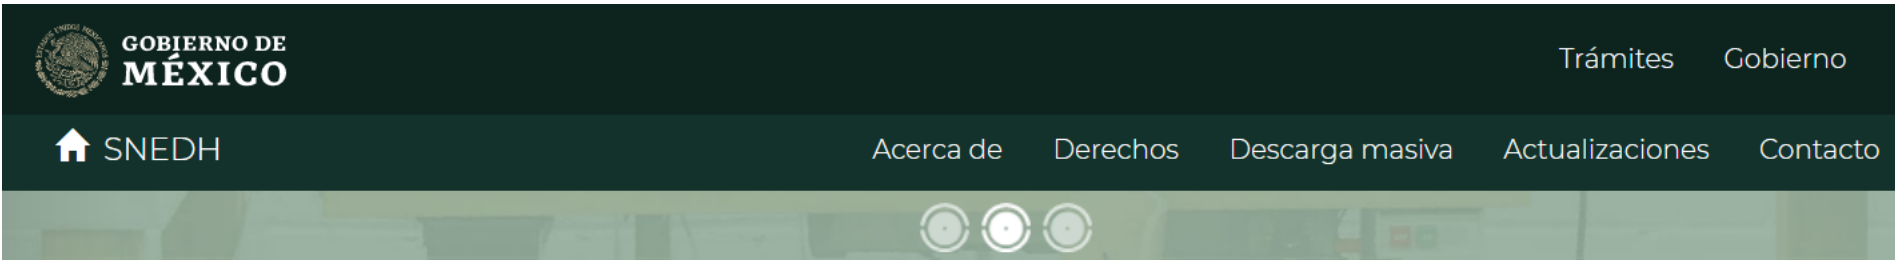 GOBIERNO DE
MÉXICO
Trámites Gobierno
SNEDH
Acerca de Derechos Descarga masiva Actualizaciones Contacto